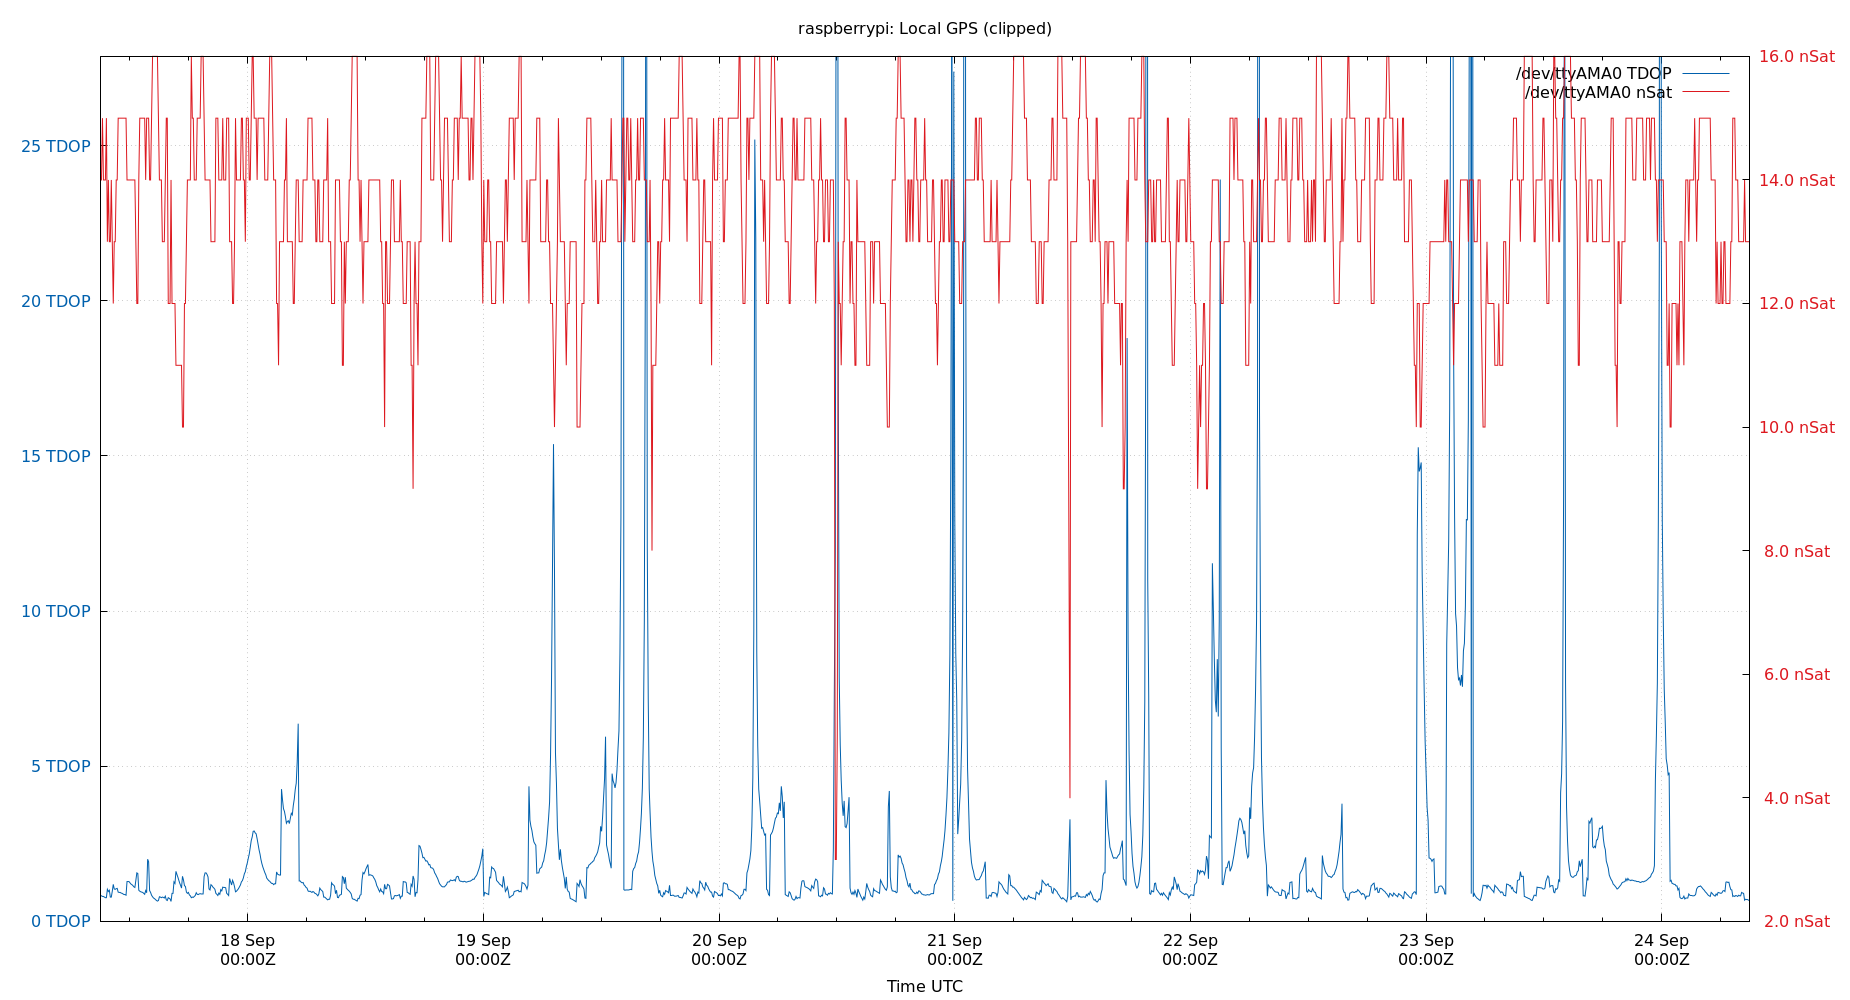 raspberrypi: Local GPS (clipped)
16.0 nSat
/dev/ttyAMA0 TDOP
/dev/ttyAMA0 nSat
25 TDOP
14.0 nSat
20 TDOP
12.0 nSat
15 TDOP
10.0 nSat
8.0 nSat
10 TDOP
6.0 nSat
5 TDOP
4.0 nSat
0 TDOP
2.0 nSat
18 Sep 19 Sep 20 Sep 21 Sep 22 Sep 23 Sep 24 Sep
00:00Z 00:00Z 00:00Z 00:00Z 00:00Z 00:00Z 00:00Z
Time UTC